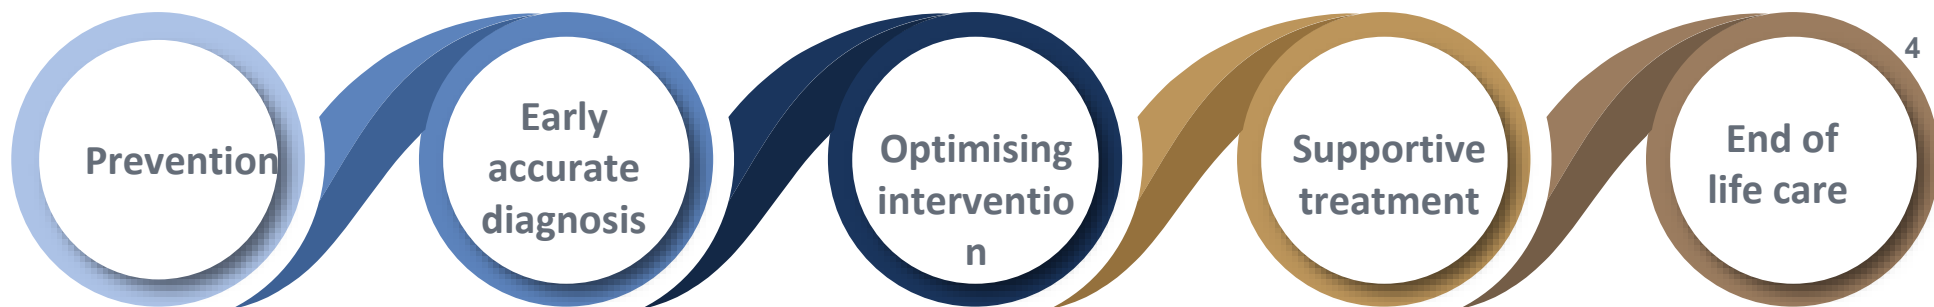 Prevention
Early
accurate
diagnosis
Optimising
interventio
n
Supportive
treatment
End of
life care
4